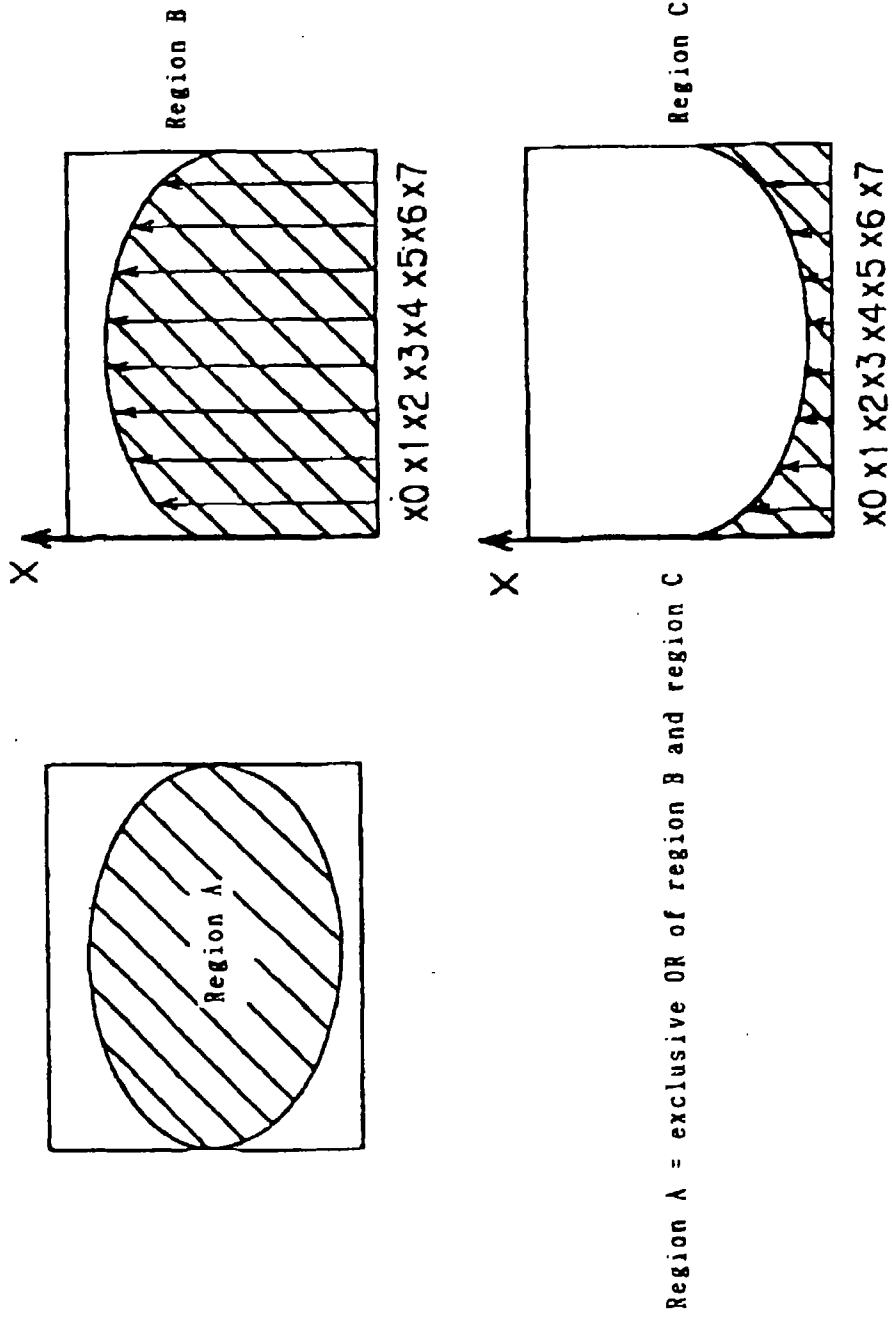 X
Region B
x0 x1 x2 x3 x4 x5 x6 x7
Region A
X
Region C
x0 x1 x2 x3 x4 x5 x6 x7
Region A = exclusive OR of region B and region C